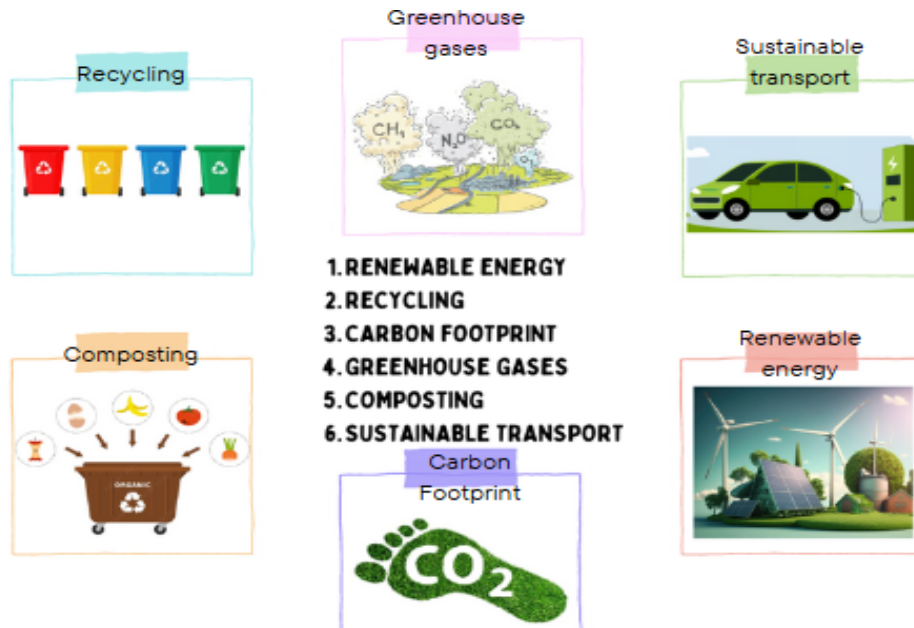 Greenhouse
gases
Recycling
Sustainable
transport
CH₄
N₂O
CO₂
1. RENEWABLE ENERGY
2. RECYCLING
3. CARBON FOOTPRINT
4. GREENHOUSE GASES
5. COMPOSTING
6. SUSTAINABLE TRANSPORT
Composting
ORGANIC
Renewable
energy
Carbon
Footprint
CO2